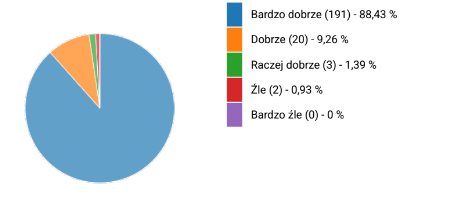 Bardzo dobrze (191) - 88,43 %
Dobrze (20) - 9,26 %
Raczej dobrze (3) - 1,39 %
Źle (2) - 0,93 %
Bardzo źle (0) - 0 %